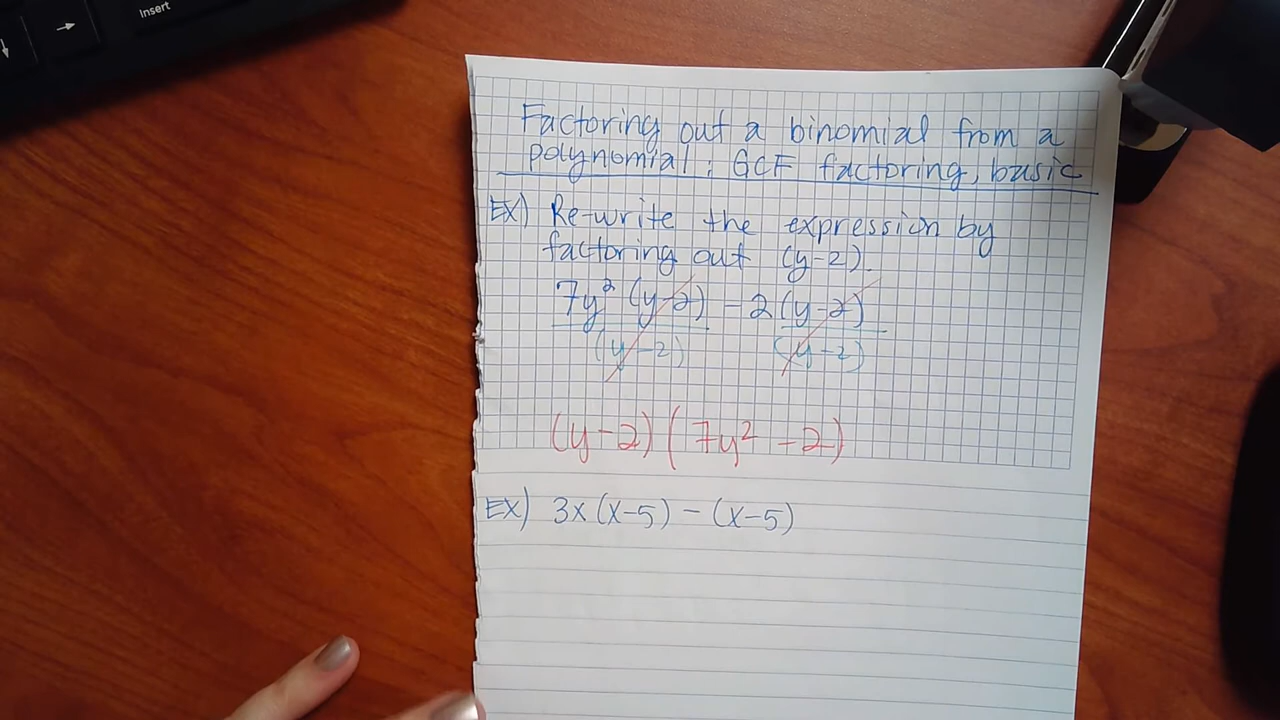 Insert
Factoring out a binomial from a
polynomial: GCF factoring, basic
EX) Re-write the expression by
factoring out (y-2).
7y² (y-2) - 2 (y-2)
(y-2) (y-2)
(y-2)(7y² - 2)
EX) 3x(x-5) - (x-5)